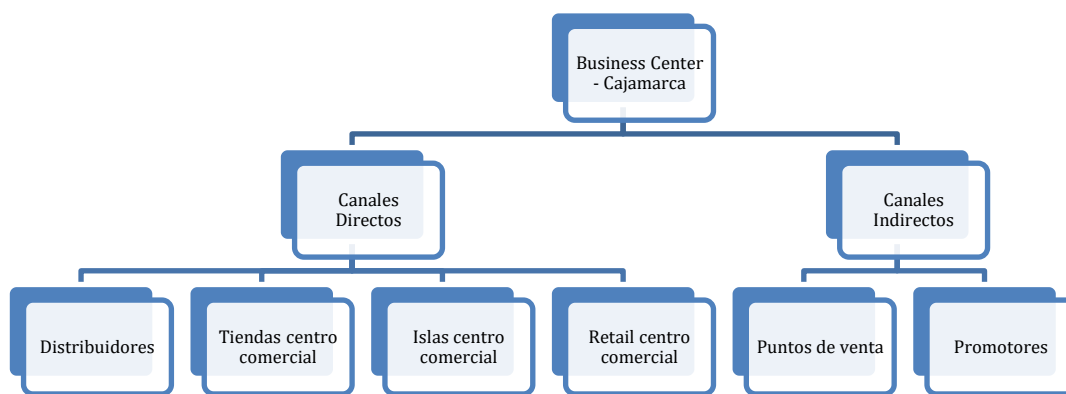 Business Center
- Cajamarca
Canales
Directos
Canales
Indirectos
Distribuidores
Tiendas centro
comercial
Islas centro
comercial
Retail centro
comercial
Puntos de venta
Promotores